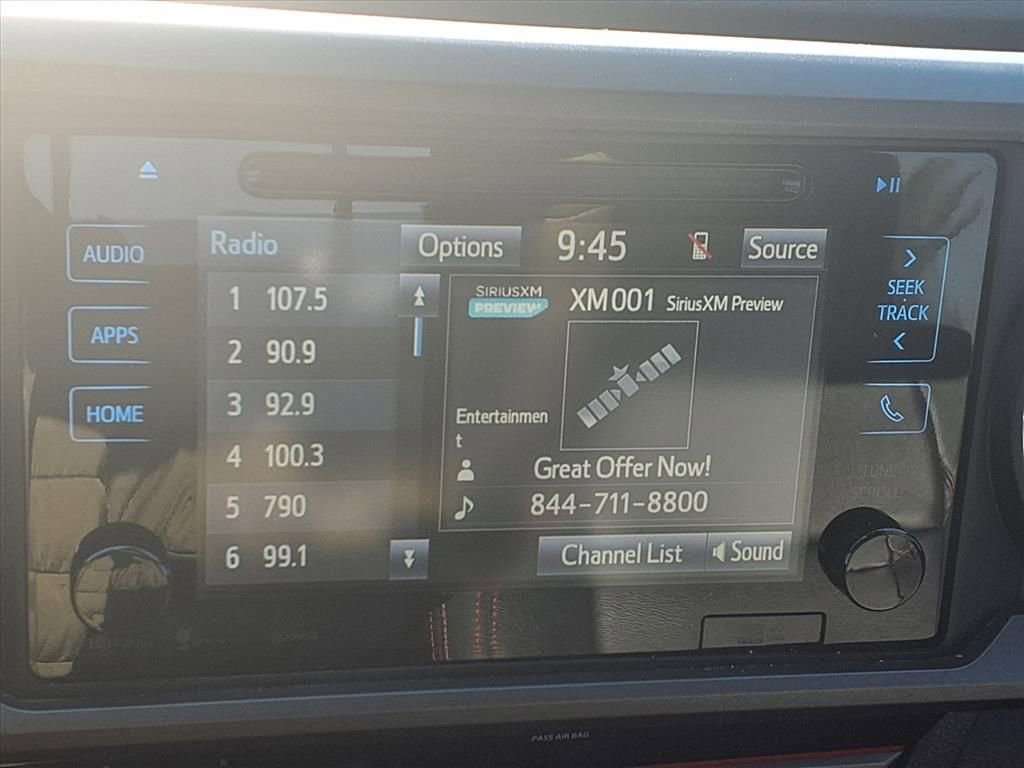 AUDIO
APPS
HOME
Radio
Options
9:45
Source
1 107.5
2 90.9
3 92.9
4 100.3
5 790
6 99.1
SIRIUSXM
PREVIEW
XM001 SiriusXM Preview
Entertainmen
t
Great Offer Now!
844-711-8800
Channel List
Sound
SEEK
TRACK
TUNE
SCROLL
PASS AIR BAG